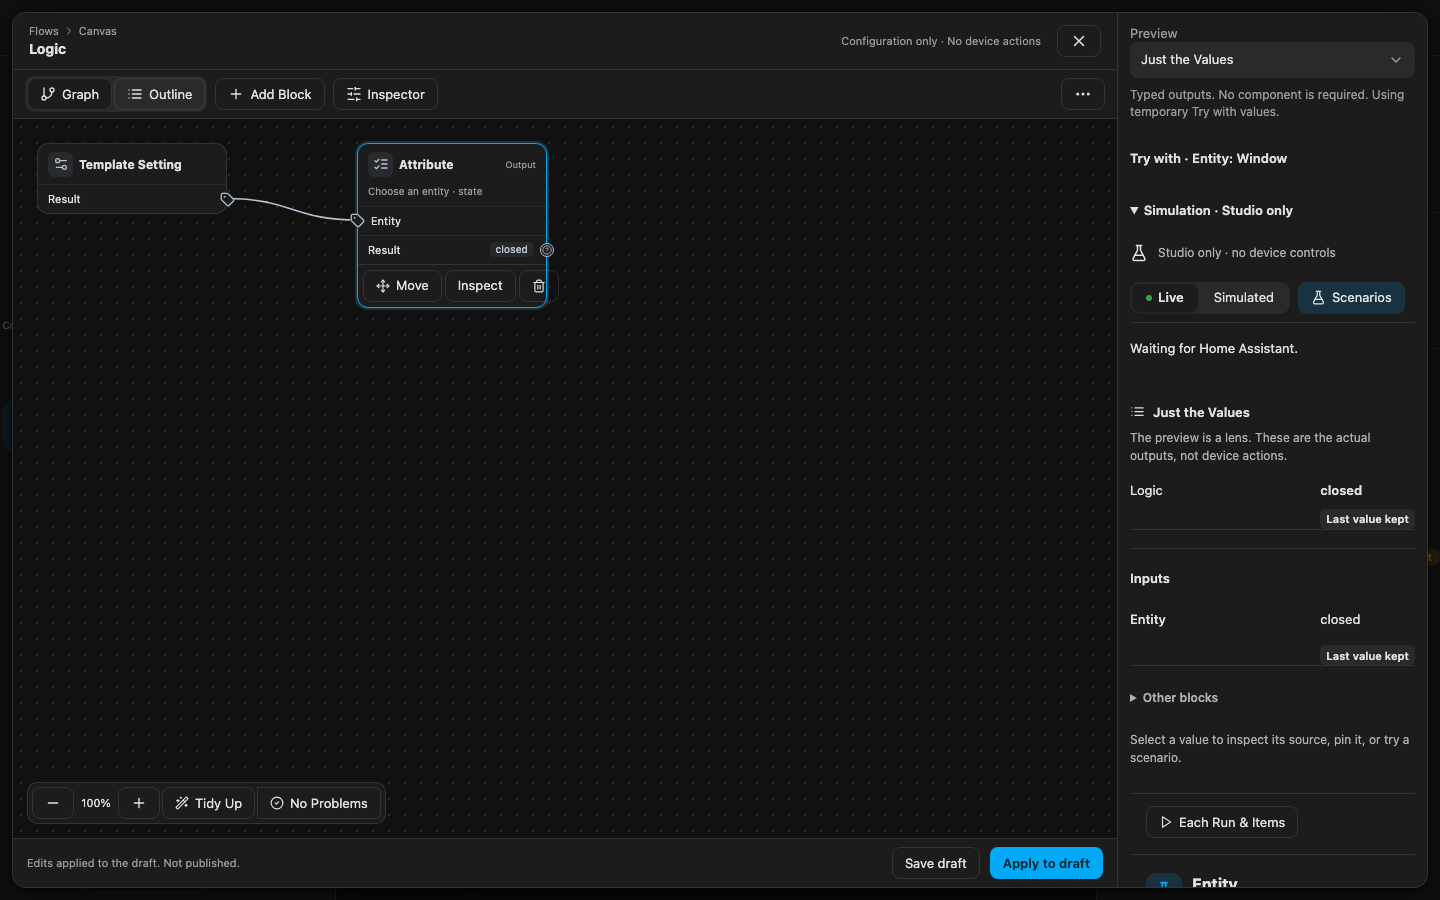 Flows > Canvas
Logic
Configuration only · No device actions
Graph
Outline
Add Block
Inspector
Template Setting
Result
Attribute
Output
Choose an entity · state
Entity
Result
closed
Move
Inspect
100%
Tidy Up
No Problems
Edits applied to the draft. Not published.
Save draft
Apply to draft
Preview
Just the Values
Typed outputs. No component is required. Using
temporary Try with values.
Try with · Entity: Window
Simulation · Studio only
Studio only · no device controls
Live
Simulated
Scenarios
Waiting for Home Assistant.
Just the Values
The preview is a lens. These are the actual
outputs, not device actions.
Logic
closed
Last value kept
Inputs
Entity
closed
Last value kept
Other blocks
Select a value to inspect its source, pin it, or try a
scenario.
Each Run & Items
Entity